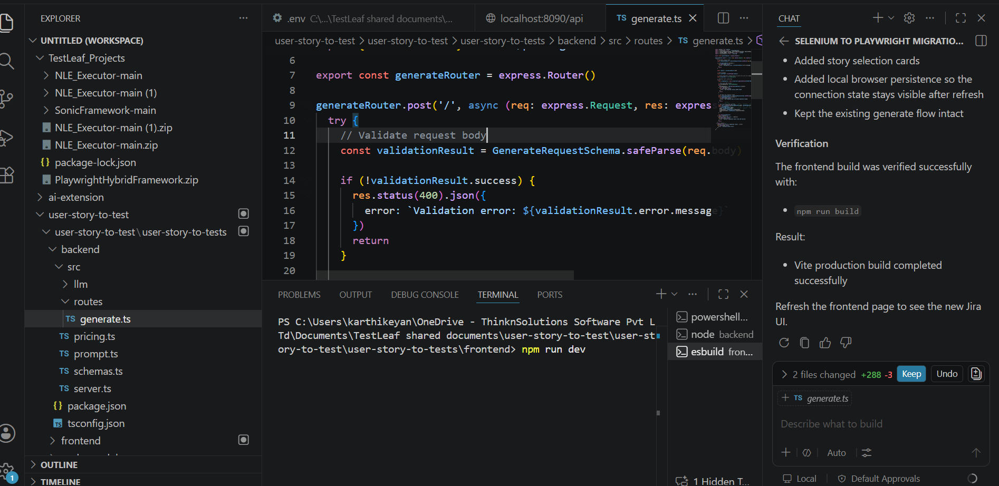 EXPLORER
UNTITLED (WORKSPACE)
TestLeaf_Projects
NLE_Executor-main
NLE_Executor-main (1)
SonicFramework-main
NLE_Executor-main (1).zip
NLE_Executor-main.zip
{} package-lock.json
PlaywrightHybridFramework.zip
ai-extension
user-story-to-test
user-story-to-test\user-story-to-tests
backend
src
llm
routes
TS generate.ts
TS pricing.ts
TS prompt.ts
TS schemas.ts
TS server.ts
{} package.json
TS tsconfig.json
frontend
OUTLINE
TIMELINE
1
.env C:\...\TestLeaf shared documents\...
localhost:8090/api
TS generate.ts
user-story-to-test > user-story-to-test > user-story-to-tests > backend > src > routes > TS generate.ts >
6
7 export const generateRouter = express.Router()
8
9 generateRouter.post('/', async (req: express.Request, res: expres
10 try {
11 // Validate request body
12 const validationResult = GenerateRequestSchema.safeParse(req.body)
13
14 if (!validationResult.success) {
15 res.status(400).json({
16 error: `Validation error: ${validationResult.error.message}`
17 })
18 return
19 }
20
PROBLEMS OUTPUT DEBUG CONSOLE TERMINAL PORTS
PS C:\Users\karthikeyan\OneDrive - ThinknSolutions Software Pvt L
Td\Documents\TestLeaf shared documents\user-story-to-test\user-st
ory-to-test\user-story-to-tests\frontend> npm run dev
powershell...
node backend
esbuild fron...
1 Hidden T...
CHAT
SELENIUM TO PLAYWRIGHT MIGRATIO...
• Added story selection cards
• Added local browser persistence so the
connection state stays visible after refresh
• Kept the existing generate flow intact
Verification
The frontend build was verified successfully
with:
• npm run build
Result:
• Vite production build completed
successfully
Refresh the frontend page to see the new Jira
UI.
2 files changed +288 -3 Keep Undo
TS generate.ts
Describe what to build
Auto
Local Default Approvals